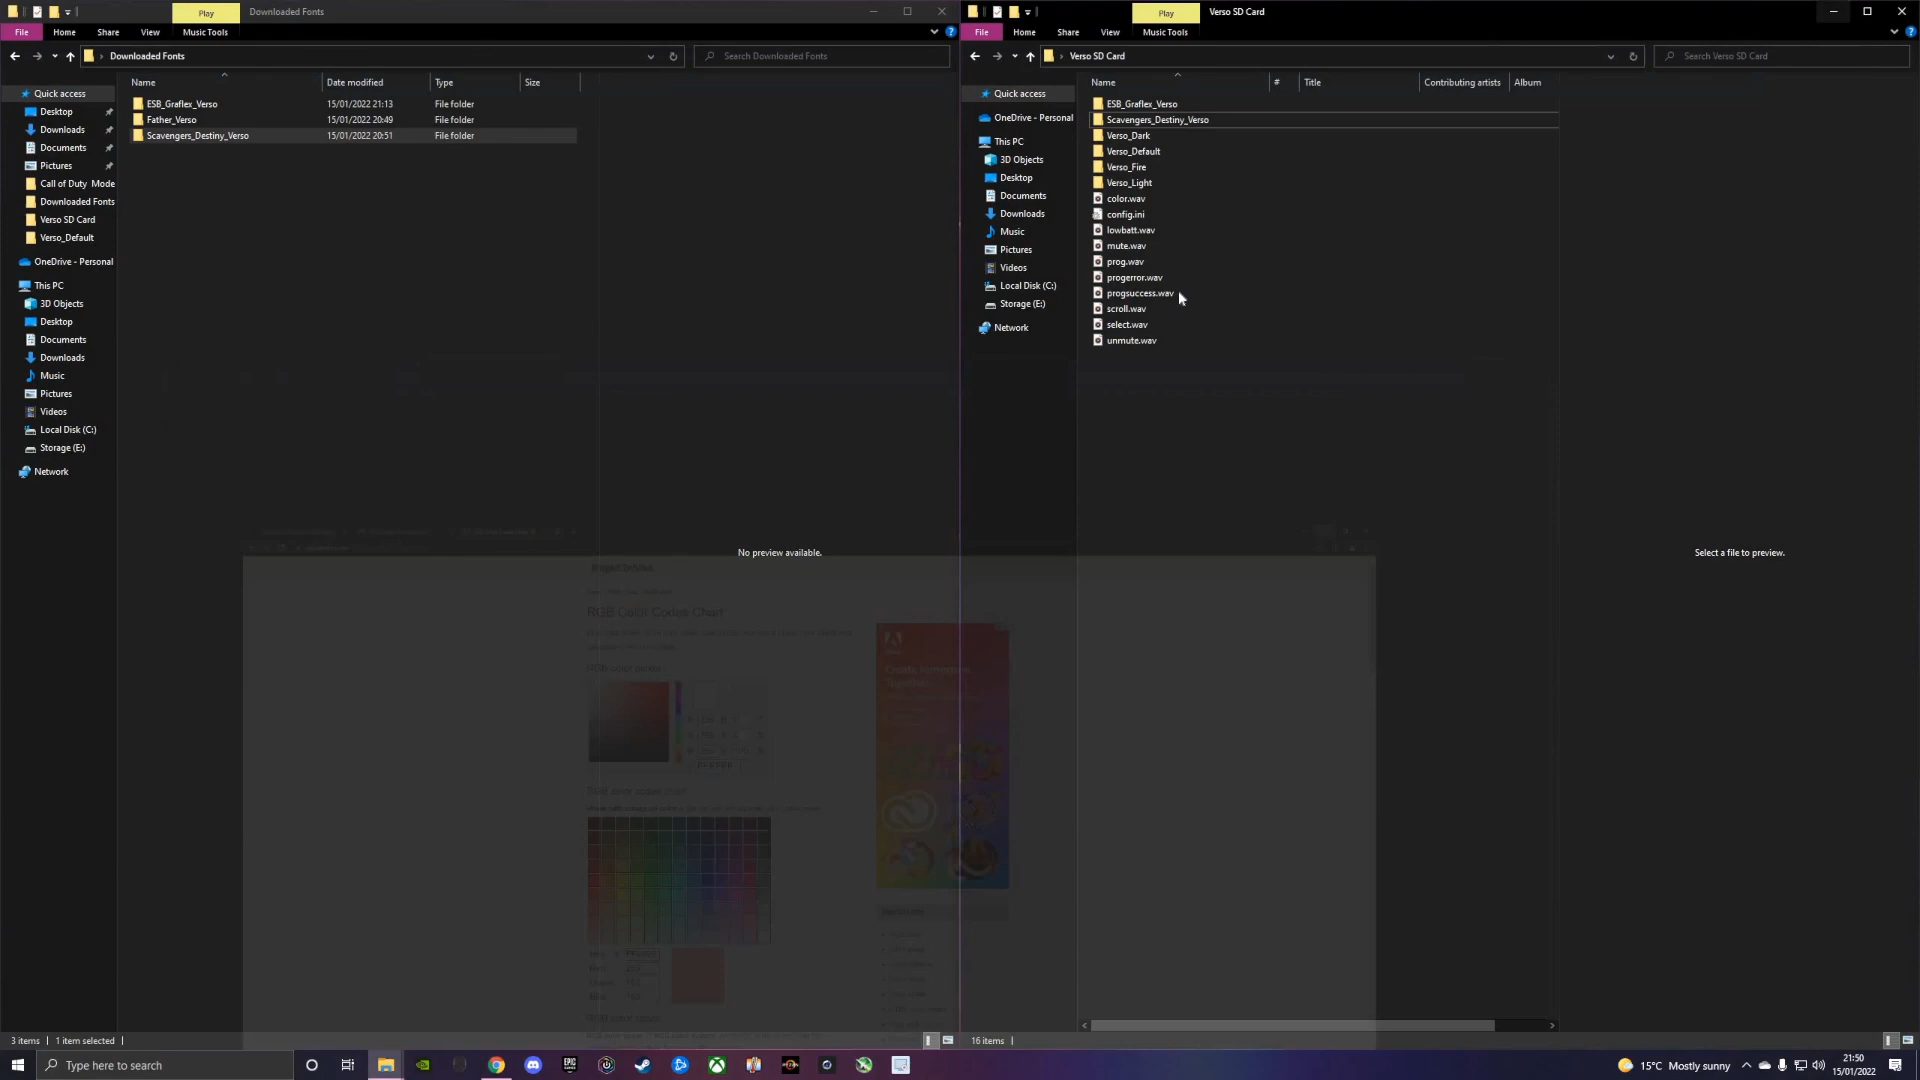 Play
Downloaded Fonts
File
Home
Share
View
Music Tools
Downloaded Fonts
Search Downloaded Fonts
Name
Date modified
Type
Size
Quick access
Desktop
Downloads
Documents
Pictures
Call of Duty Mode
Downloaded Fonts
Verso SD Card
Verso_Default
OneDrive - Personal
This PC
3D Objects
Desktop
Documents
Downloads
Music
Pictures
Videos
Local Disk (C:)
Storage (E:)
Network
ESB_Graflex_Verso 15/01/2022 21:13 File folder
Father_Verso 15/01/2022 20:49 File folder
Scavengers_Destiny_Verso 15/01/2022 20:51 File folder
No preview available.
3 items
1 item selected
Play
Verso SD Card
File
Home
Share
View
Music Tools
Verso SD Card
Search Verso SD Card
Name
#
Title
Contributing artists
Album
Quick access
OneDrive - Personal
This PC
3D Objects
Desktop
Documents
Downloads
Music
Pictures
Videos
Local Disk (C:)
Storage (E:)
Network
ESB_Graflex_Verso
Scavengers_Destiny_Verso
Verso_Dark
Verso_Default
Verso_Fire
Verso_Light
color.wav
config.ini
lowbatt.wav
mute.wav
prog.wav
progerror.wav
progsuccess.wav
scroll.wav
select.wav
unmute.wav
Select a file to preview.
16 items
RGB Color Codes Chart
Type here to search
EPIC
15°C Mostly sunny
21:50
15/01/2022